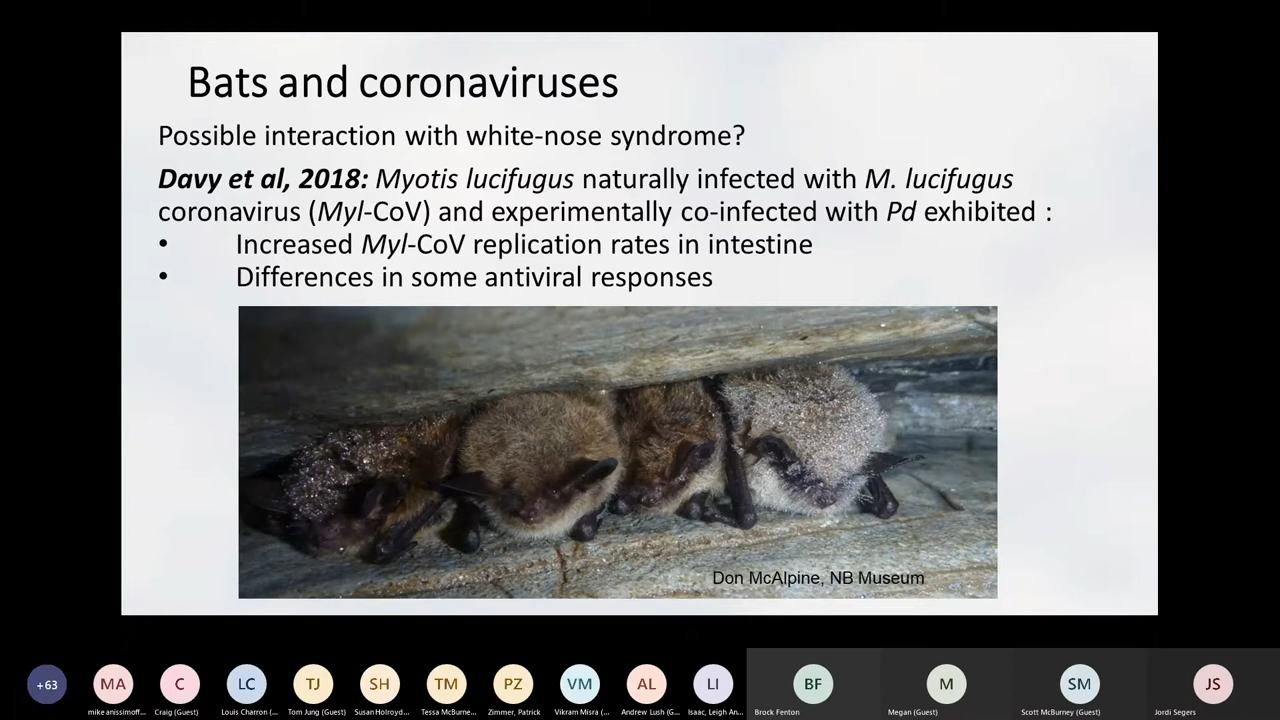 Bats and coronaviruses
Possible interaction with white-nose syndrome?
Davy et al, 2018: Myotis lucifugus naturally infected with M. lucifugus
coronavirus (Myl-CoV) and experimentally co-infected with Pd exhibited :
• Increased Myl-CoV replication rates in intestine
• Differences in some antiviral responses
Don McAlpine, NB Museum
+63
MA
C
LC
TJ
SH
TM
PZ
VM
AL
LI
BF
M
SM
JS
mike anissimoff...
Craig (Guest)
Louis Charron (...
Tom Jung (Guest)
Susan Holroyd...
Tessa McBurne...
Zimmer, Patrick
Vikram Misra (...
Andrew Lush (G...
Isaac, Leigh An...
Brock Fenton
Megan (Guest)
Scott McBurney (Guest)
Jordi Segers